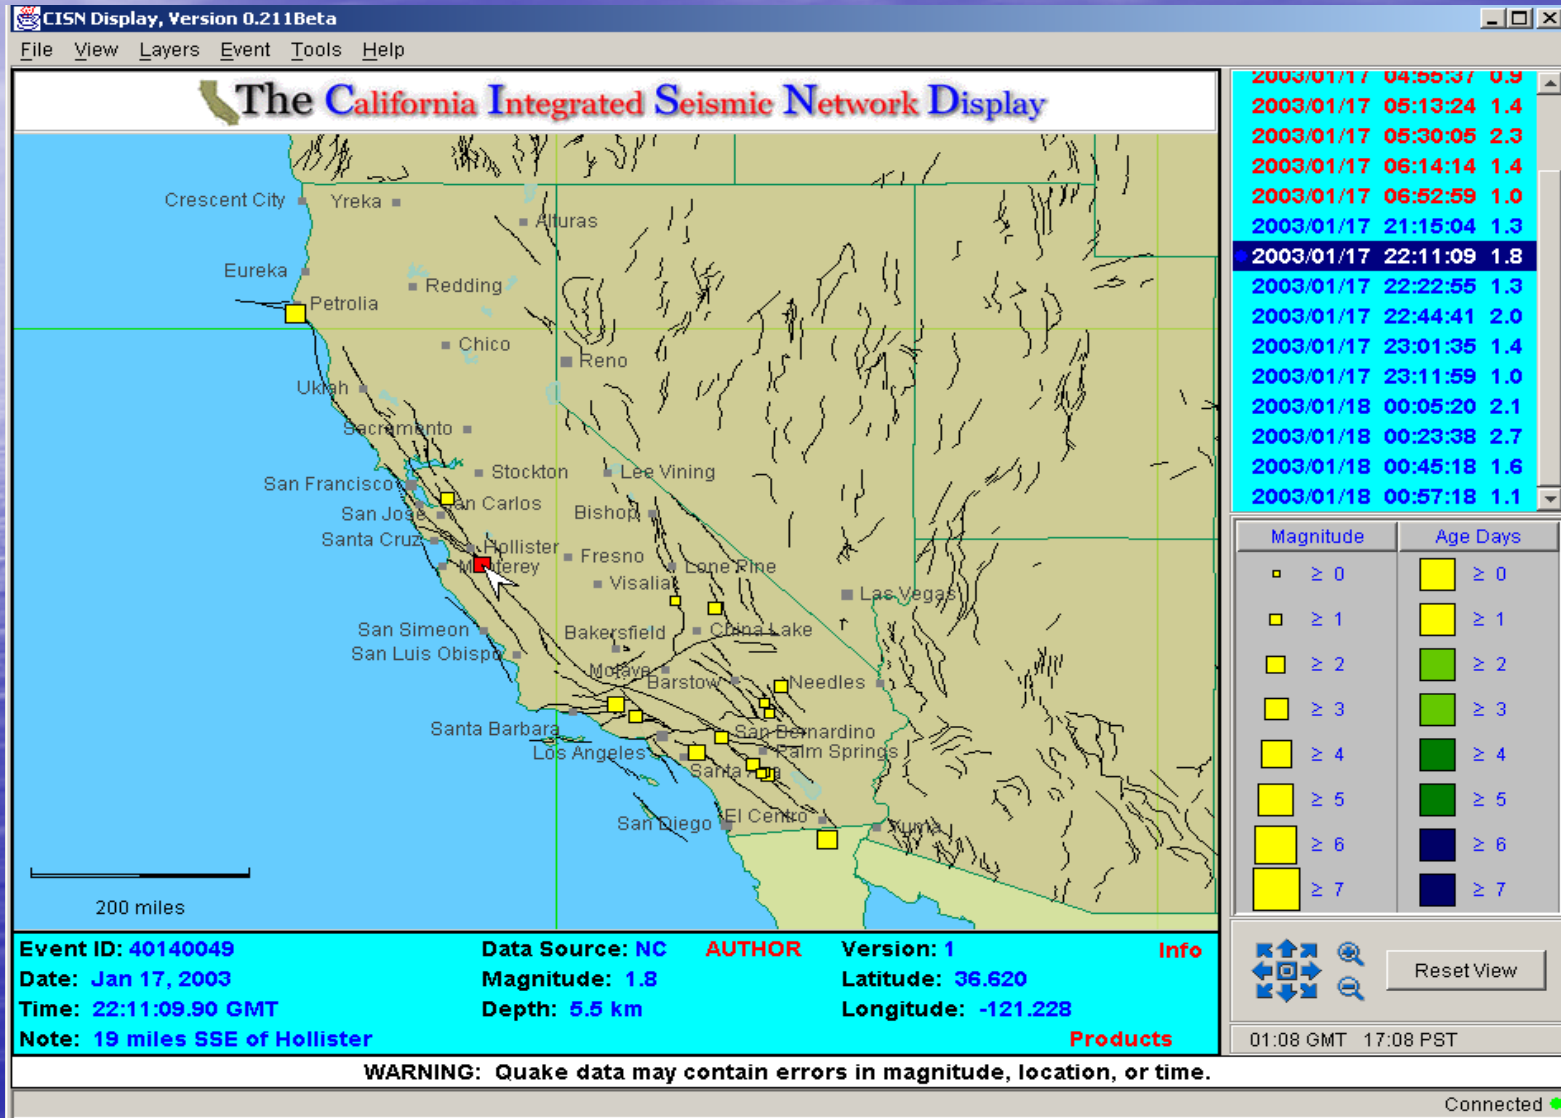 CISN Display, Version 0.211Beta
File View Layers Event Tools Help
The California Integrated Seismic Network Display
Crescent City
Yreka
Alturas
Eureka
Redding
Petrolia
Chico
Reno
Ukiah
Sacramento
Stockton
Lee Vining
San Francisco
San Carlos
San Jose
Bishop
Santa Cruz
Hollister
Fresno
Monterey
Lone Pine
Visalia
Las Vegas
San Simeon
Bakersfield
China Lake
San Luis Obispo
Mojave
Barstow
Needles
Santa Barbara
San Bernardino
Los Angeles
Palm Springs
Santa Ana
San Diego
El Centro
Yuma
200 miles
2003/01/17 04:55:37 0.9
2003/01/17 05:13:24 1.4
2003/01/17 05:30:05 2.3
2003/01/17 06:14:14 1.4
2003/01/17 06:52:59 1.0
2003/01/17 21:15:04 1.3
2003/01/17 22:11:09 1.8
2003/01/17 22:22:55 1.3
2003/01/17 22:44:41 2.0
2003/01/17 23:01:35 1.4
2003/01/17 23:11:59 1.0
2003/01/18 00:05:20 2.1
2003/01/18 00:23:38 2.7
2003/01/18 00:45:18 1.6
2003/01/18 00:57:18 1.1
Magnitude Age Days
≥ 0 ≥ 0
≥ 1 ≥ 1
≥ 2 ≥ 2
≥ 3 ≥ 3
≥ 4 ≥ 4
≥ 5 ≥ 5
≥ 6 ≥ 6
≥ 7 ≥ 7
Event ID: 40140049 Data Source: NC AUTHOR Version: 1 Info
Date: Jan 17, 2003 Magnitude: 1.8 Latitude: 36.620
Time: 22:11:09.90 GMT Depth: 5.5 km Longitude: -121.228
Note: 19 miles SSE of Hollister Products
Reset View
01:08 GMT 17:08 PST
WARNING: Quake data may contain errors in magnitude, location, or time.
Connected